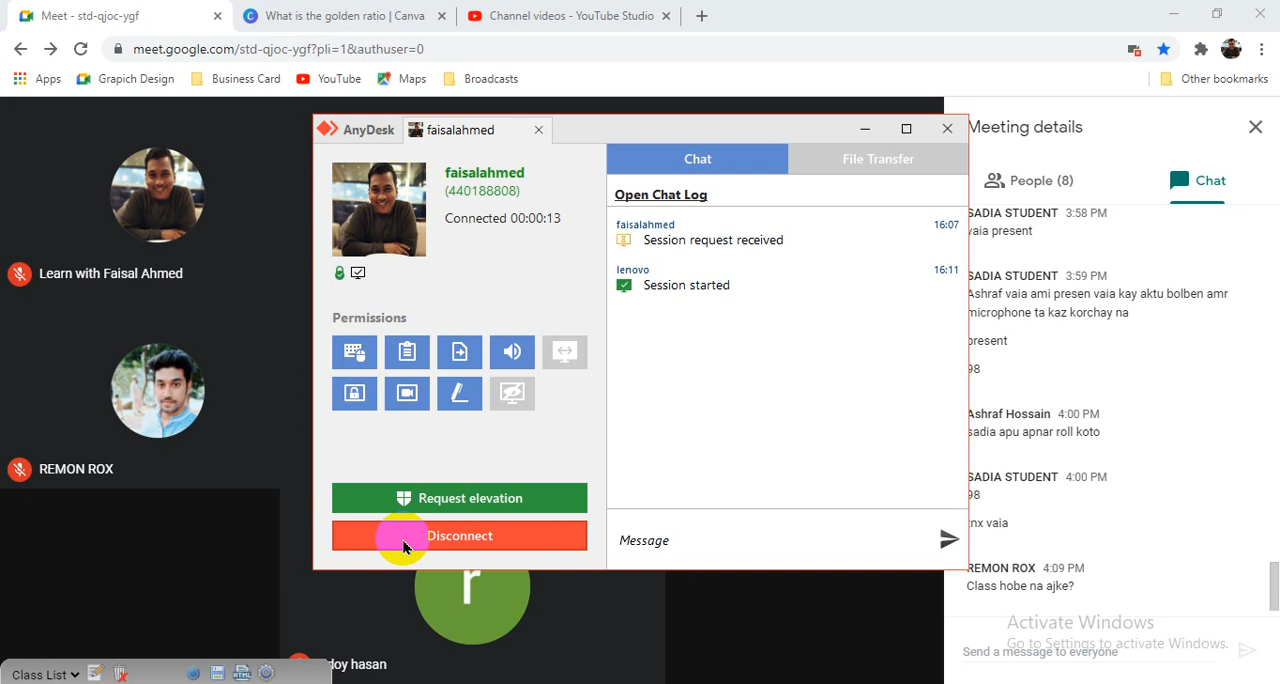 Meet - std-qjoc-ygf
What is the golden ratio | Canva
Channel videos - YouTube Studio
meet.google.com/std-qjoc-ygf?pli=1&authuser=0
Apps
Grapich Design
Business Card
YouTube
Maps
Broadcasts
Other bookmarks
Learn with Faisal Ahmed
REMON ROX
r
doy hasan
Class List
AnyDesk
faisalahmed
faisalahmed
(440188808)
Connected 00:00:13
Permissions
Request elevation
Disconnect
Chat
File Transfer
Open Chat Log
faisalahmed 16:07
Session request received
lenovo 16:11
Session started
Message
Meeting details
People (8)
Chat
SADIA STUDENT 3:58 PM
vaia present
SADIA STUDENT 3:59 PM
Ashraf vaia ami presen vaia kay aktu bolben amr
microphone ta kaz korchay na
present
98
Ashraf Hossain 4:00 PM
sadia apu apnar roll koto
SADIA STUDENT 4:00 PM
98
tnx vaia
REMON ROX 4:09 PM
Class hobe na ajke?
Activate Windows
Go to Settings to activate Windows.
Send a message to everyone